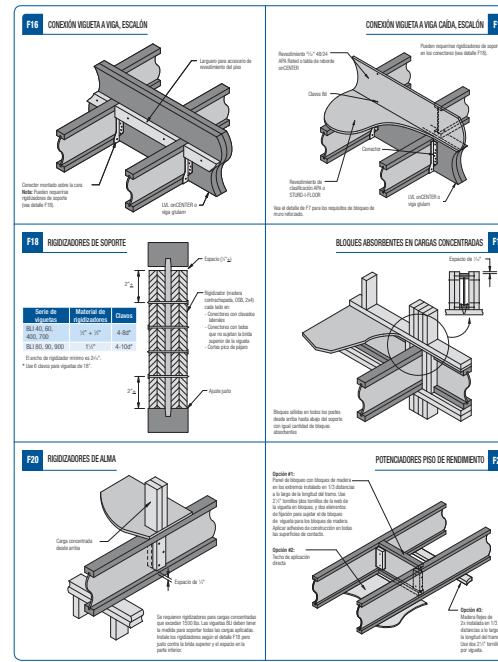 F16 CONEXIÓN VIGUETA A VIGA, ESCALÓN
Larguero para accesorio de
revestimiento del piso
Conector montado sobre la cara
Nota: Pueden requerirse
rigidizadores de soporte
(vea detalle F18).
LVL onCENTER o
viga glulam
CONEXIÓN VIGUETA A VIGA CAÍDA, ESCALÓN
Pueden requerirse rigidizadores de
en los conectores (vea detalle F18).
Revestimiento 48/24
APA Rated o tabla de reborde
onCENTER
Clavos 8d
Conector
Revestimiento de
clasificación APA o
STURD-I-FLOOR
LVL onCENTER o
viga glulam
Vea el detalle de F7 para los requisitos de bloqueo de
muro reforzado.
F18 RIGIDIZADORES DE SOPORTE
Espacio (¼"±)
2"±
Rigidizador (madera
contrachapada, OSB, 2x4)
cada lado en:
- Conectores con clavados
laterales
- Conectores con lados
que no sujetan la brida
superior de la vigueta
- Cortes pico de pájaro
Serie de
viguetas
Material de
rigidizadores
Clavos
BLI 40, 60,
400, 700
4-8d*
BLI 80, 90, 900
1½"
4-10d*
El ancho de rigidizador mínimo es
* Use 6 clavos para viguetas de 18".
2"±
Ajuste justo
BLOQUES ABSORBENTES EN CARGAS CONCENTRADAS
Espacio de
Bloques sólidos en todos los postes
desde arriba hasta abajo del soporte
con igual cantidad de bloques
absorbentes
F20 RIGIDIZADORES DE ALMA
Carga concentrada
desde arriba
Espacio de ¼"
Se requieren rigidizadores para cargas concentradas
que exceden 1500 lbs. Las viguetas BLI deben tener
la medida para soportar todas las cargas aplicadas.
Instale los rigidizadores según el detalle F18 pero
justo contra la brida superior y el espacio en la
parte inferior.
POTENCIADORES PISO DE RENDIMIENTO
Opción #1:
Panel de bloqueo con bloques de madera
en los extremos instalado en 1/3 distancias
a lo largo de la longitud del tramo. Use
2½" tornillos (dos tornillos de la web de
la vigueta en bloques, y dos elementos
de fijación para sujetar el de bloqueo
de vigueta para los bloques de madera.
Aplicar adhesivo de construcción en todas
las superficies de contacto.
Opción #2:
Techo de aplicación
directa
Opción #3:
Madera flejes de
2x instalada en 1/3
distancias a lo largo
la longitud del tramo
Use dos 2½" tornillo
por vigueta.